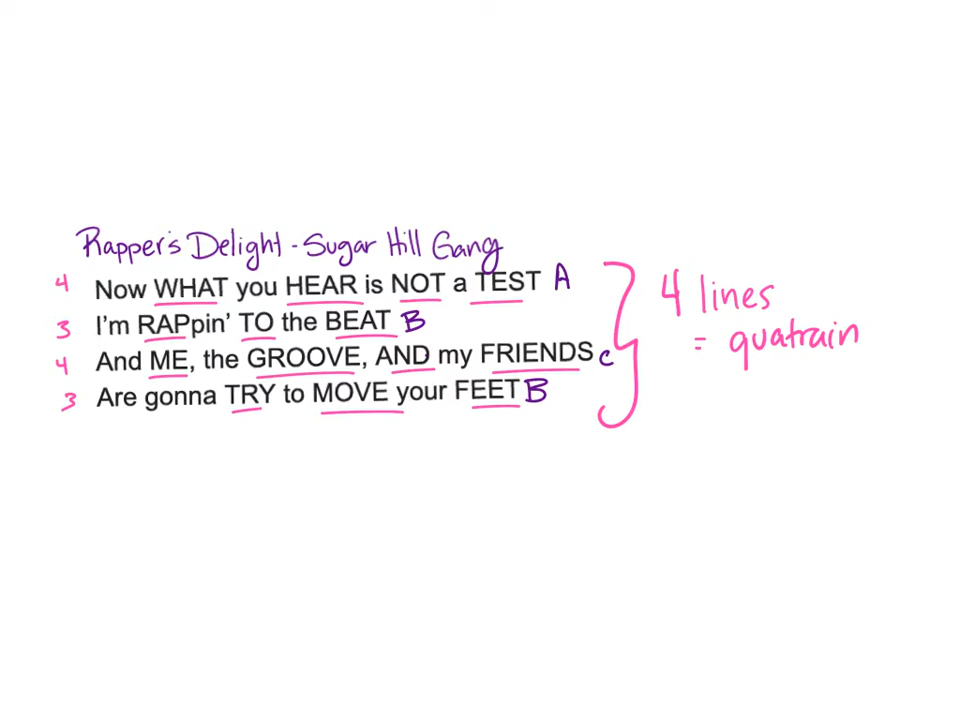 Rapper's Delight - Sugar Hill Gang
4 Now WHAT you HEAR is NOT a TEST A
3 I'm RAPpin' TO the BEAT B
4 And ME, the GROOVE, AND my FRIENDS C
3 Are gonna TRY to MOVE your FEET B
4 lines
= quatrain